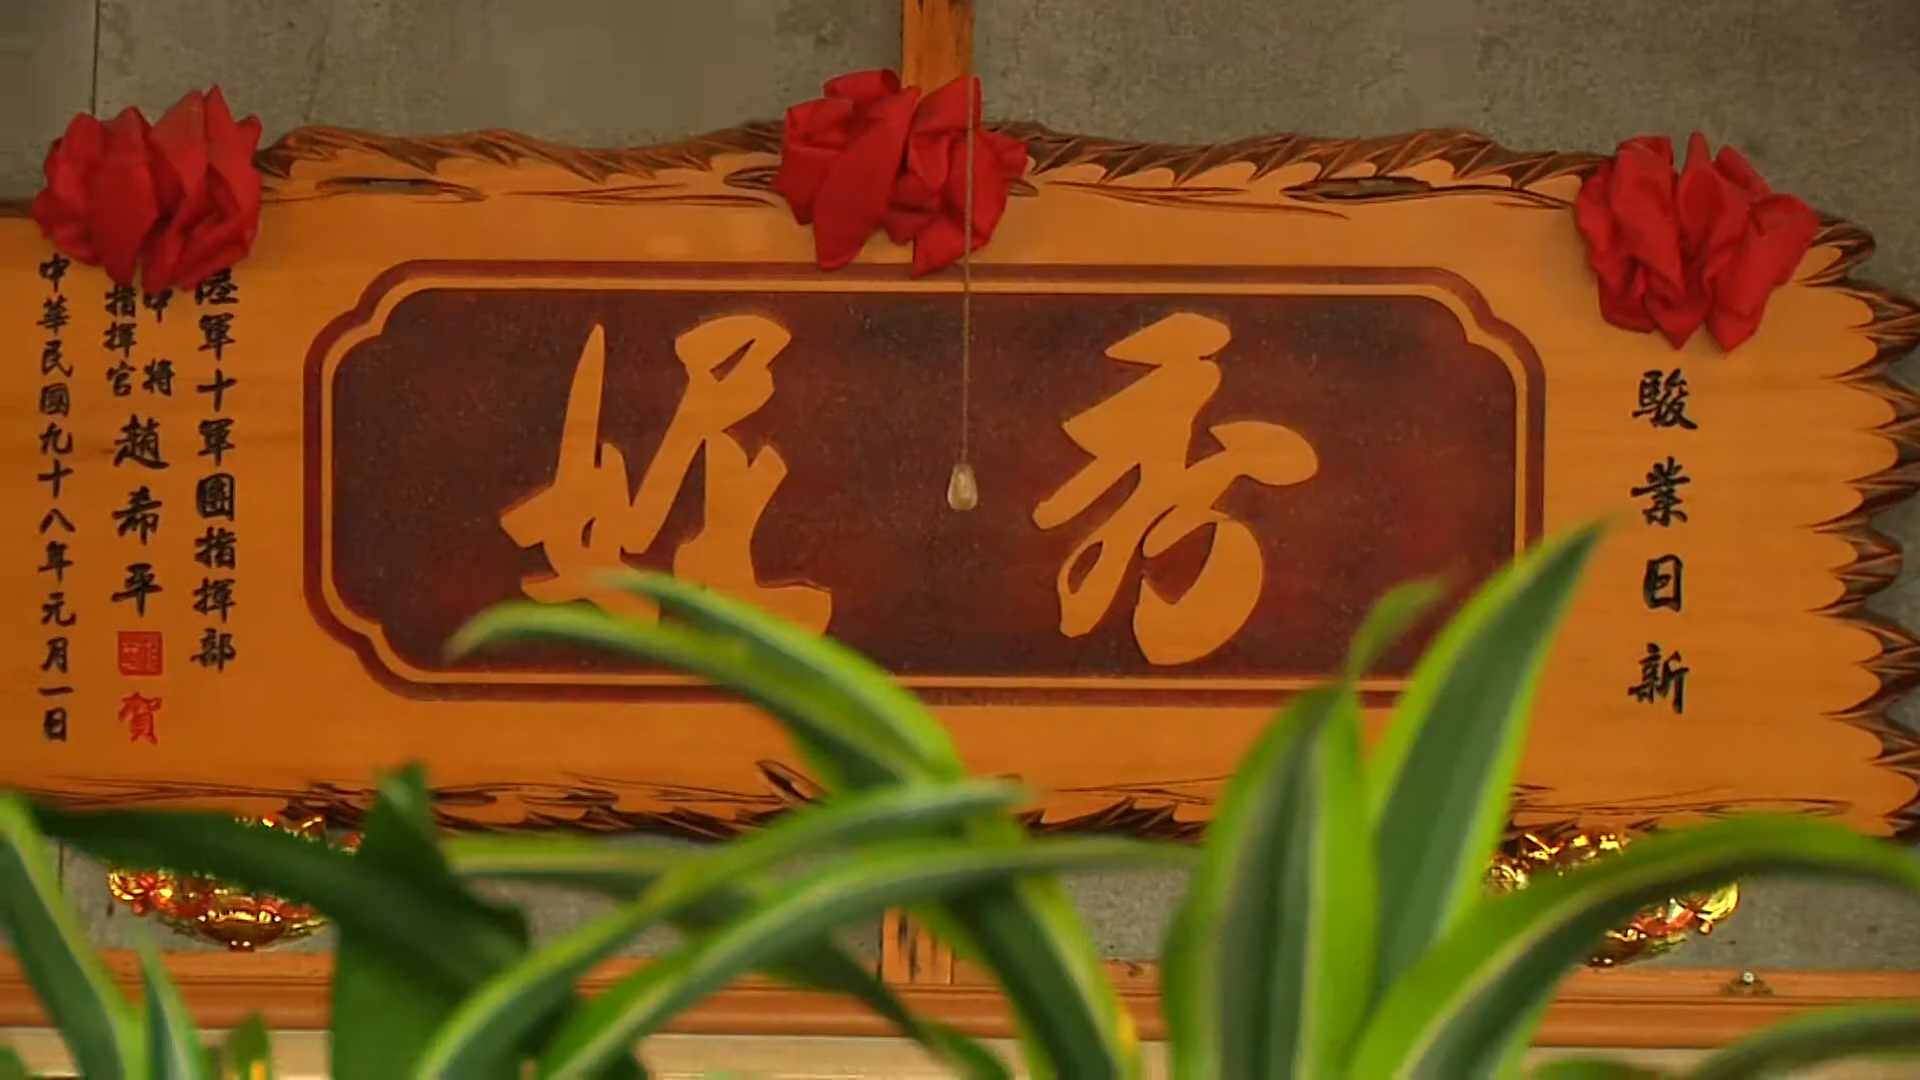 駿業日新
秀妮
陸軍十軍團指揮部
中將
指揮官趙希平賀
中華民國九十八年元月一日